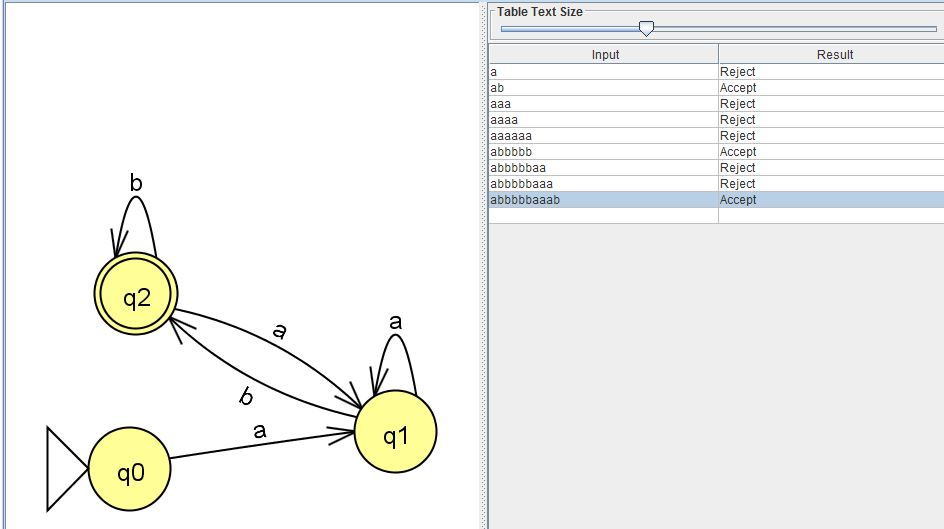 Table Text Size
Input Result
a Reject
ab Accept
aaa Reject
aaaa Reject
aaaaaa Reject
abbbbb Accept
abbbbbaa Reject
abbbbbaaa Reject
abbbbbaaab Accept
b
q2
a
a
b
a
q1
q0